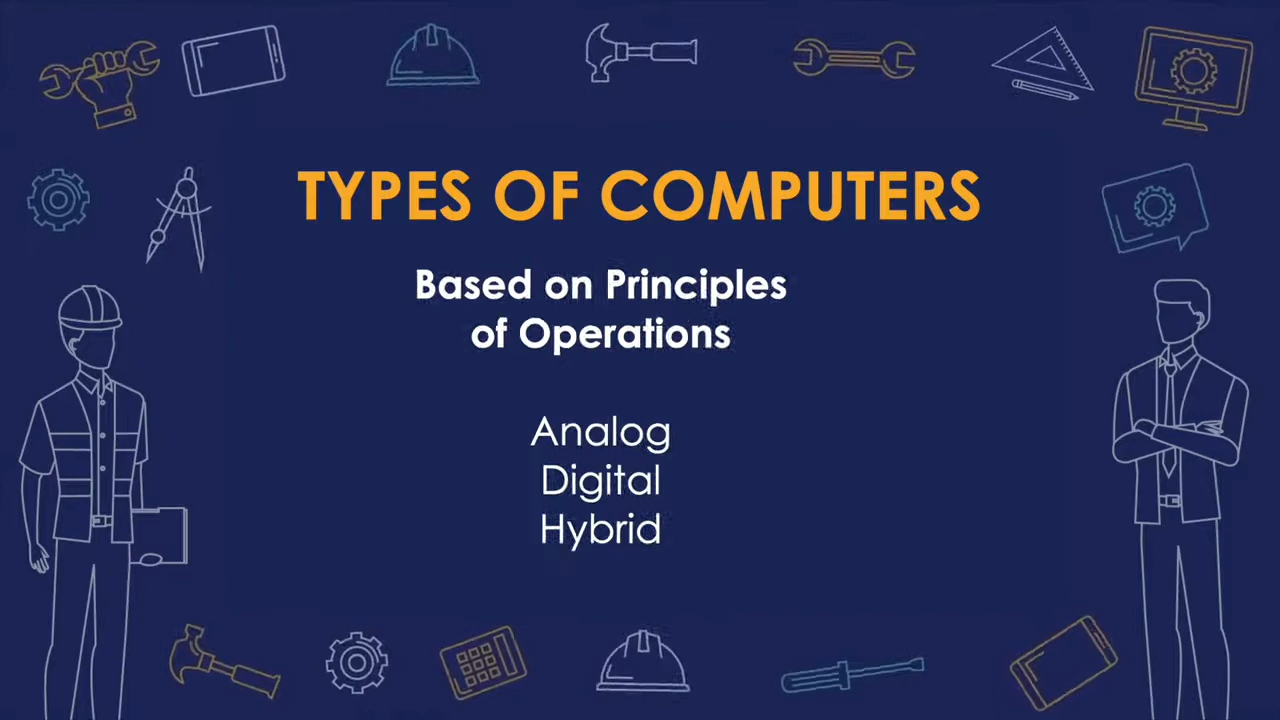 TYPES OF COMPUTERS
Based on Principles
of Operations
Analog
Digital
Hybrid